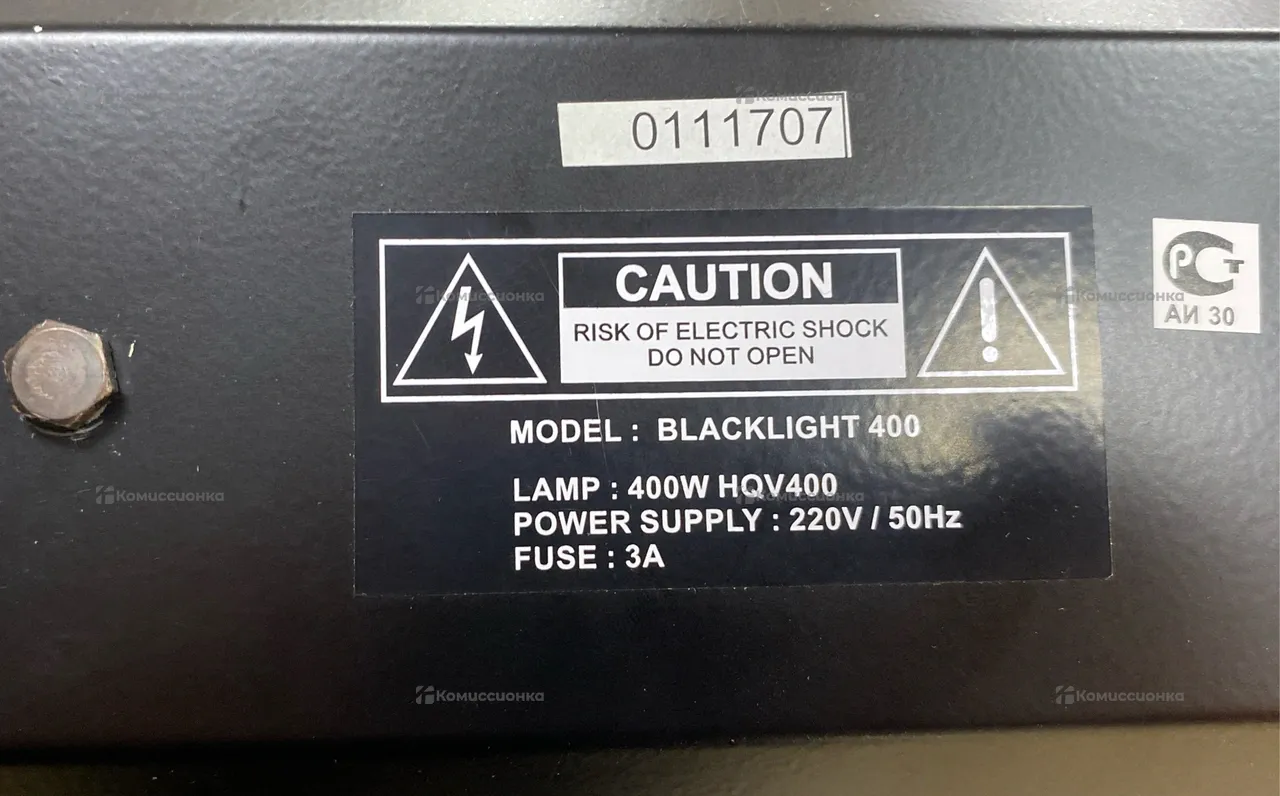 0111707
CAUTION
RISK OF ELECTRIC SHOCK
DO NOT OPEN
РСТ
АИ 30
MODEL : BLACKLIGHT 400
LAMP : 400W HQV400
POWER SUPPLY : 220V / 50Hz
FUSE : 3A
Комиссионка
Комиссионка
Комиссионка
Комиссионка
Комиссионка
Комиссионка
Комиссионка